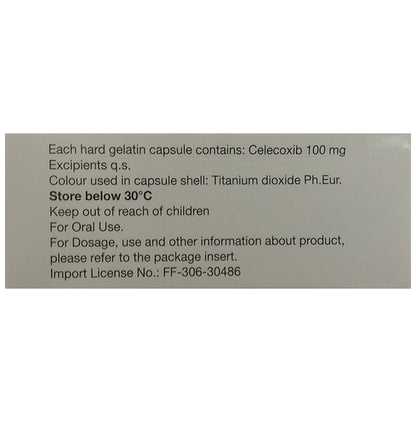 Each hard gelatin capsule contains: Celecoxib 100 mg
Excipients q.s.
Colour used in capsule shell: Titanium dioxide Ph.Eur.
Store below 30°C
Keep out of reach of children
For Oral Use.
For Dosage, use and other information about product,
please refer to the package insert.
Import License No.: FF-306-30486